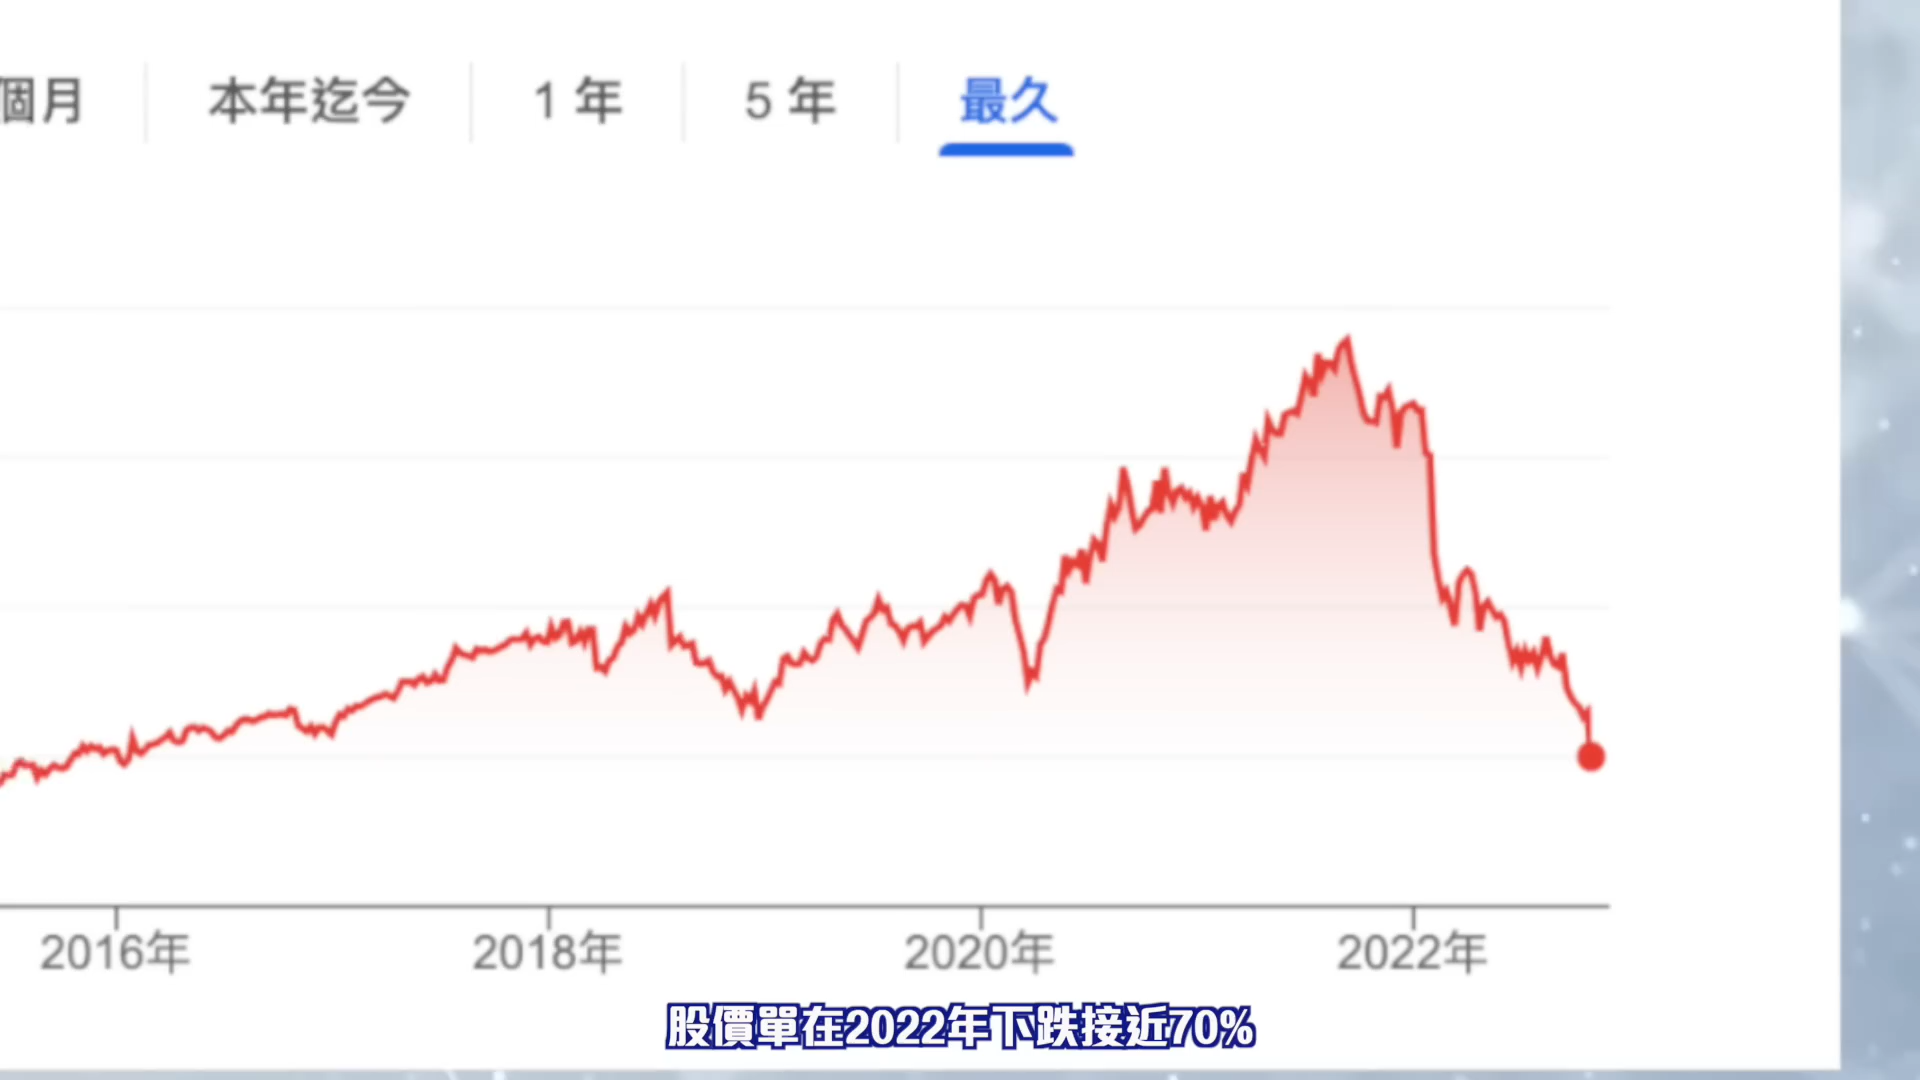 個月 本年迄今 1 年 5 年 最久
2016年 2018年 2020年 2022年
股價單在2022年下跌接近70%